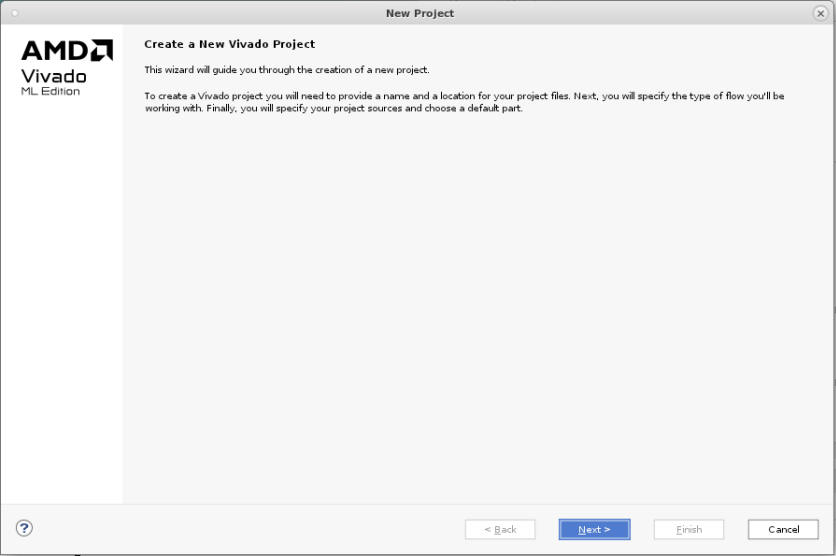 New Project
AMD
Vivado
ML Edition
Create a New Vivado Project
This wizard will guide you through the creation of a new project.
To create a Vivado project you will need to provide a name and a location for your project files. Next, you will specify the type of flow you'll be
working with. Finally, you will specify your project sources and choose a default part.
?
< Back
Next >
Finish
Cancel